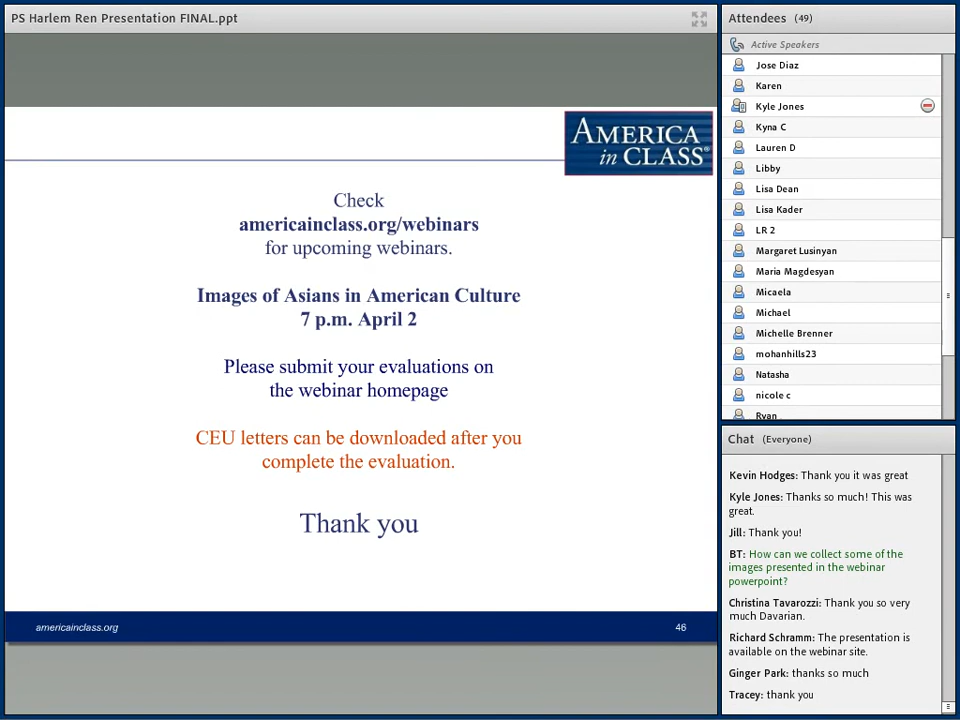 PS Harlem Ren Presentation FINAL.ppt
AMERICA
in CLASS®
Check
americainclass.org/webinars
for upcoming webinars.
Images of Asians in American Culture
7 p.m. April 2
Please submit your evaluations on
the webinar homepage
CEU letters can be downloaded after you
complete the evaluation.
Thank you
americainclass.org
46
Attendees (49)
Active Speakers
Jose Diaz
Karen
Kyle Jones
Kyna C
Lauren D
Libby
Lisa Dean
Lisa Kader
LR 2
Margaret Lusinyan
Maria Magdesyan
Micaela
Michael
Michelle Brenner
mohanhills23
Natasha
nicole c
Ryan
Chat (Everyone)
Kevin Hodges: Thank you it was great
Kyle Jones: Thanks so much! This was
great.
Jill: Thank you!
BT: How can we collect some of the
images presented in the webinar
powerpoint?
Christina Tavarozzi: Thank you so very
much Davarian.
Richard Schramm: The presentation is
available on the webinar site.
Ginger Park: thanks so much
Tracey: thank you